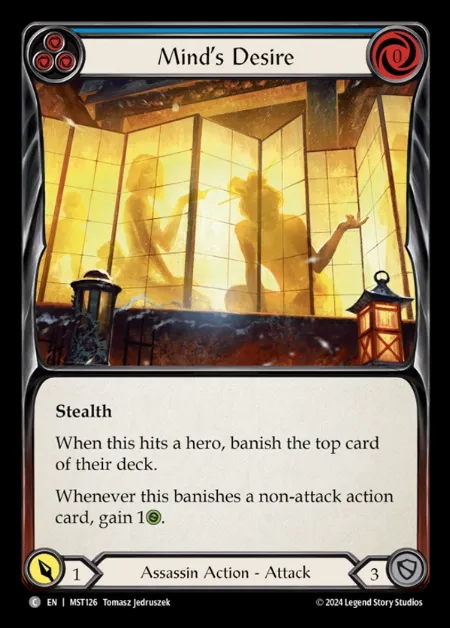 0
Mind's Desire
Stealth
When this hits a hero, banish the top card
of their deck.
Whenever this banishes a non-attack action
card, gain 1.
1
Assassin Action - Attack
3
C EN | MST126 Tomasz Jedruszek
© 2024 Legend Story Studios